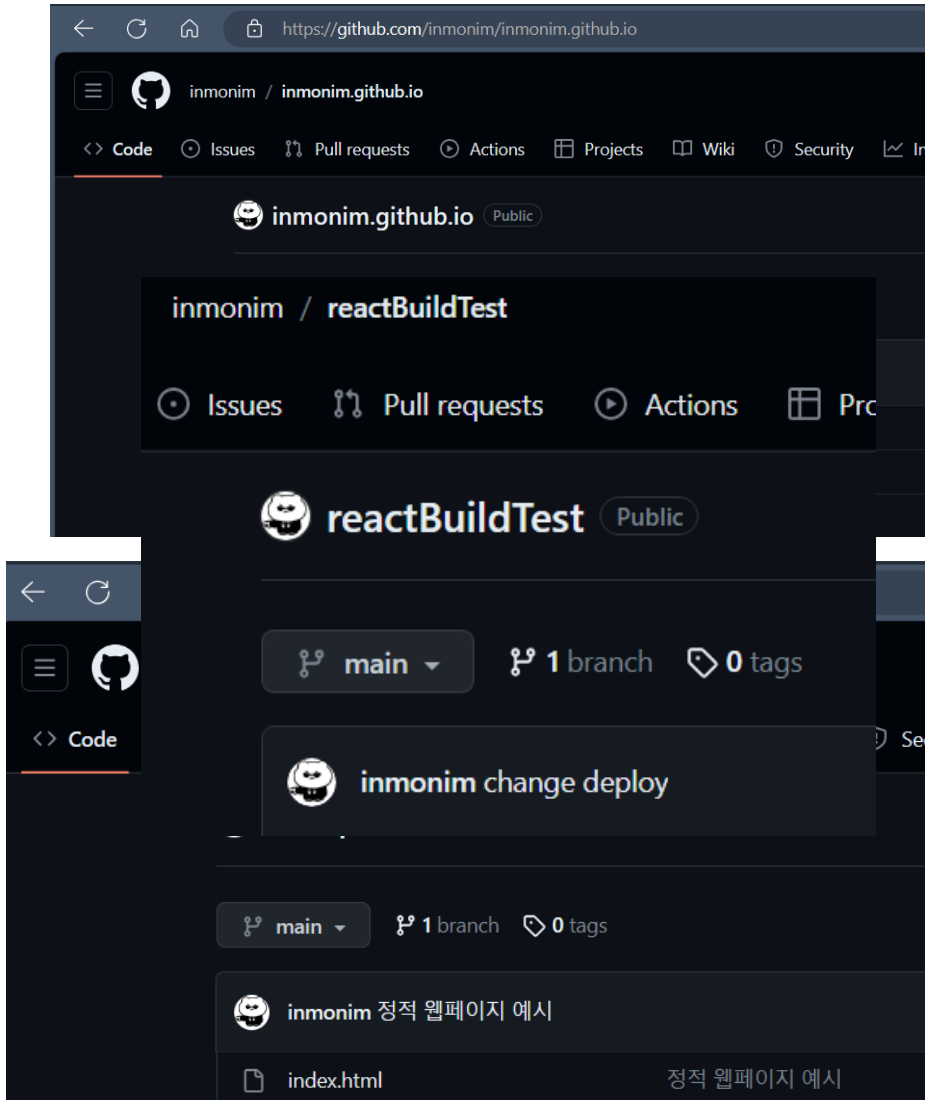 https://github.com/inmonim/inmonim.github.io
inmonim / inmonim.github.io
Code Issues Pull requests Actions Projects Wiki Security
inmonim.github.io Public
inmonim / reactBuildTest
Issues Pull requests Actions
reactBuildTest Public
main 1 branch 0 tags
inmonim change deploy
Code
main 1 branch 0 tags
inmonim 정적 웹페이지 예시
index.html 정적 웹페이지 예시